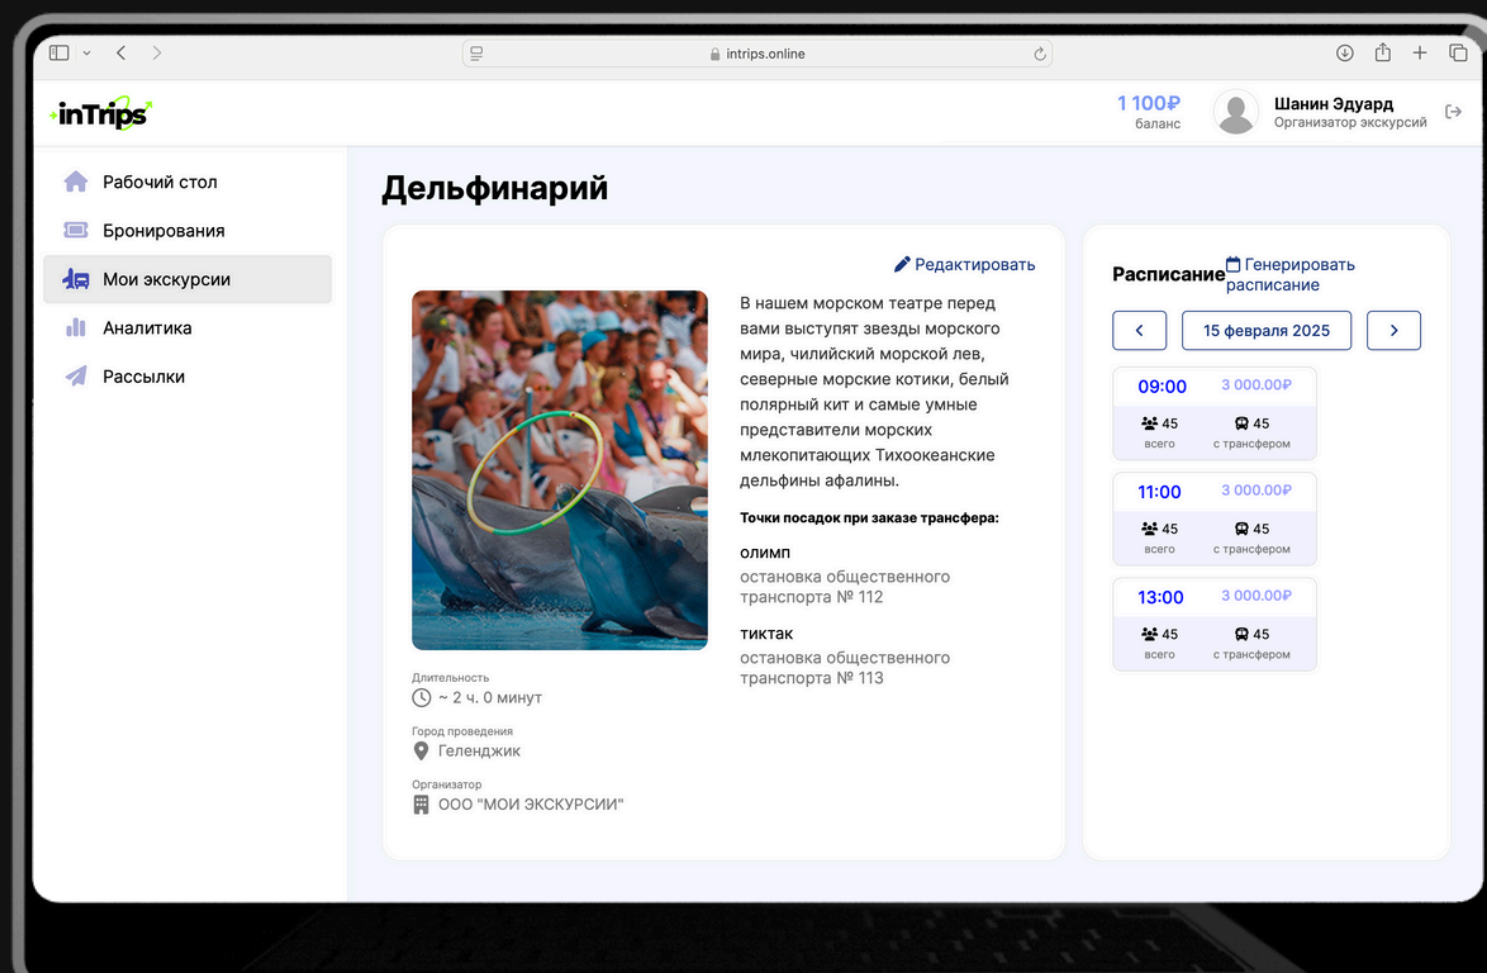 intrips.online
inTrips
1 100₽
баланс
Шанин Эдуард
Организатор экскурсий
Рабочий стол
Бронирования
Мои экскурсии
Аналитика
Рассылки
Дельфинарий
Редактировать
В нашем морском театре перед
вами выступят звезды морского
мира, чилийский морской лев,
северные морские котики, белый
полярный кит и самые умные
представители морских
млекопитающих Тихоокеанские
дельфины афалины.
Точки посадок при заказе трансфера:
олимп
остановка общественного
транспорта № 112
тиктак
остановка общественного
транспорта № 113
Длительность
~ 2 ч. 0 минут
Город проведения
Геленджик
Организатор
ООО "МОИ ЭКСКУРСИИ"
Расписание
Генерировать
расписание
15 февраля 2025
09:00 3 000.00₽
45 45
всего с трансфером
11:00 3 000.00₽
45 45
всего с трансфером
13:00 3 000.00₽
45 45
всего с трансфером